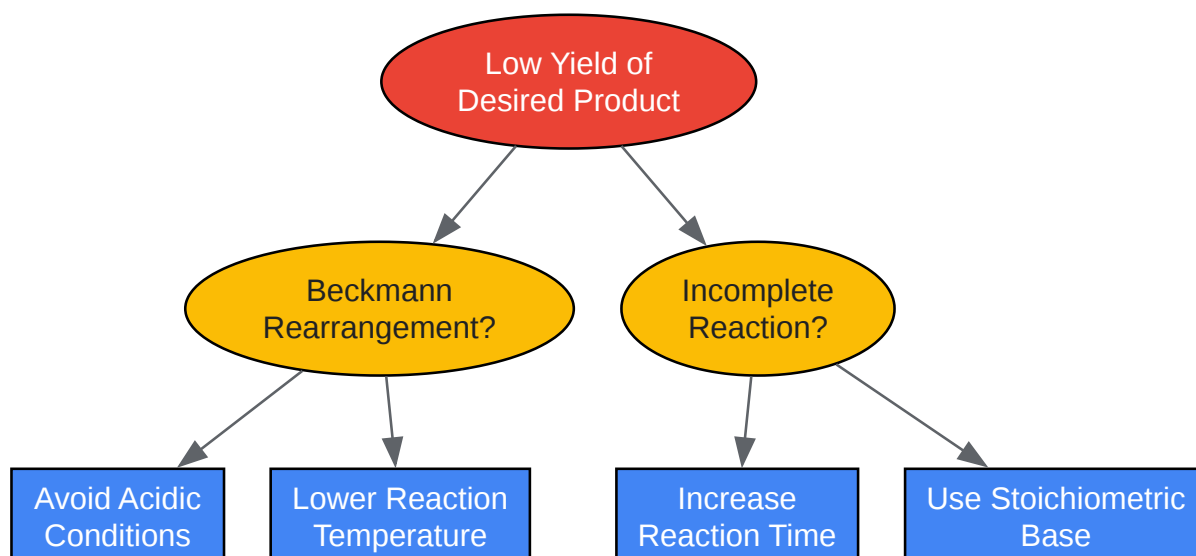 Low Yield of
Desired Product
Beckmann
Rearrangement?
Incomplete
Reaction?
Avoid Acidic
Conditions
Lower Reaction
Temperature
Increase
Reaction Time
Use Stoichiometric
Base